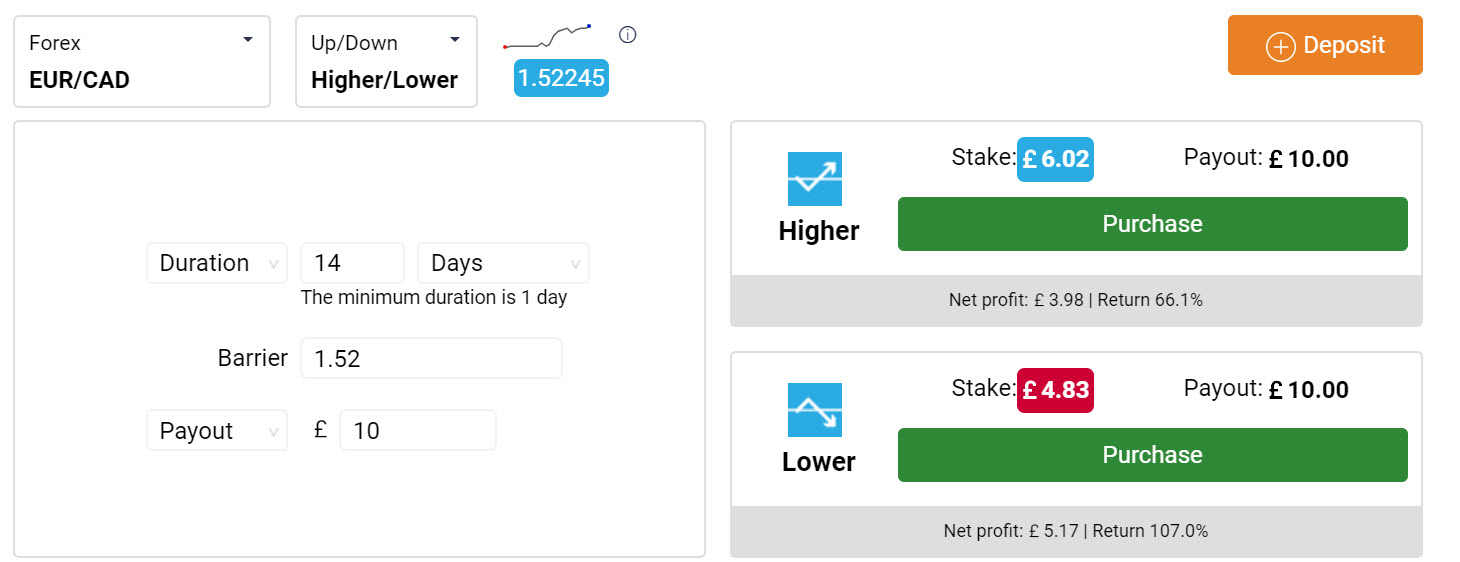 Forex
EUR/CAD
Up/Down
Higher/Lower
1.52245
Deposit
Duration 14 Days
The minimum duration is 1 day
Barrier 1.52
Payout £ 10
Higher
Stake: £ 6.02 Payout: £ 10.00
Purchase
Net profit: £ 3.98 | Return 66.1%
Lower
Stake: £ 4.83 Payout: £ 10.00
Purchase
Net profit: £ 5.17 | Return 107.0%